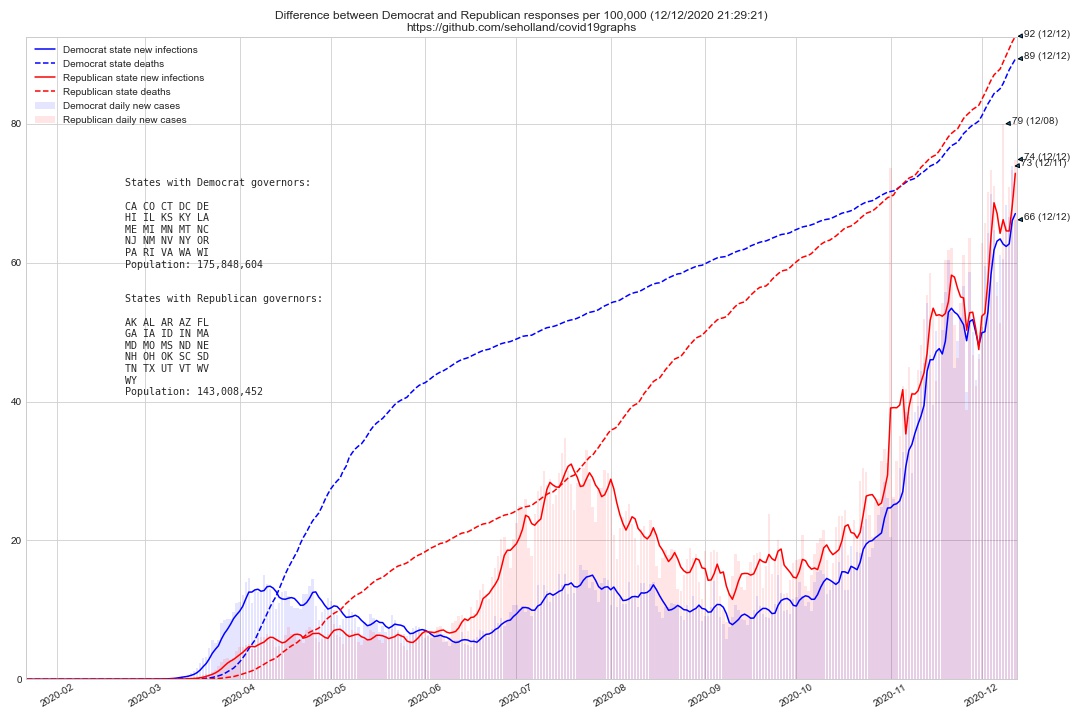 Difference between Democrat and Republican responses per 100,000 (12/12/2020 21:29:21)
https://github.com/seholland/covid19graphs
Democrat state new infections
Democrat state deaths
Republican state new infections
Republican state deaths
Democrat daily new cases
Republican daily new cases
92 (12/12)
89 (12/12)
79 (12/08)
74 (12/12)
73 (12/11)
66 (12/12)
States with Democrat governors:
CA CO CT DC DE
HI IL KS KY LA
ME MI MN MT NC
NJ NM NV NY OR
PA RI VA WA WI
Population: 175,848,604
States with Republican governors:
AK AL AR AZ FL
GA IA ID IN MA
MD MO MS ND NE
NH OH OK SC SD
TN TX UT VT WV
WY
Population: 143,008,452
80
60
40
20
0
2020-02
2020-03
2020-04
2020-05
2020-06
2020-07
2020-08
2020-09
2020-10
2020-11
2020-12